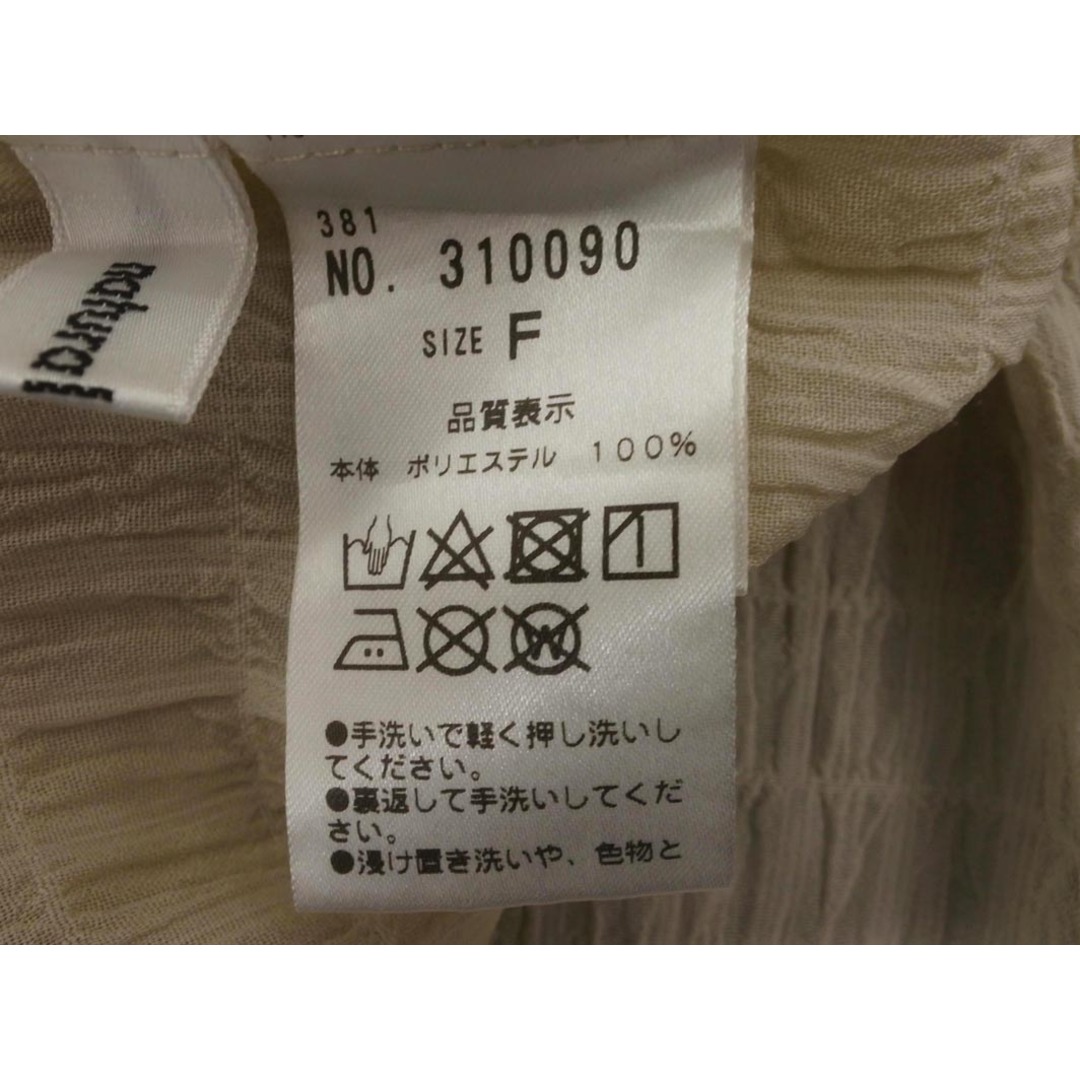 381
NO. 310090
SIZE F
品質表示
本体 ポリエステル 100%
W
●手洗いで軽く押し洗いし
てください。
●裏返して手洗いしてくだ
さい。
●浸け置き洗いや、色物と